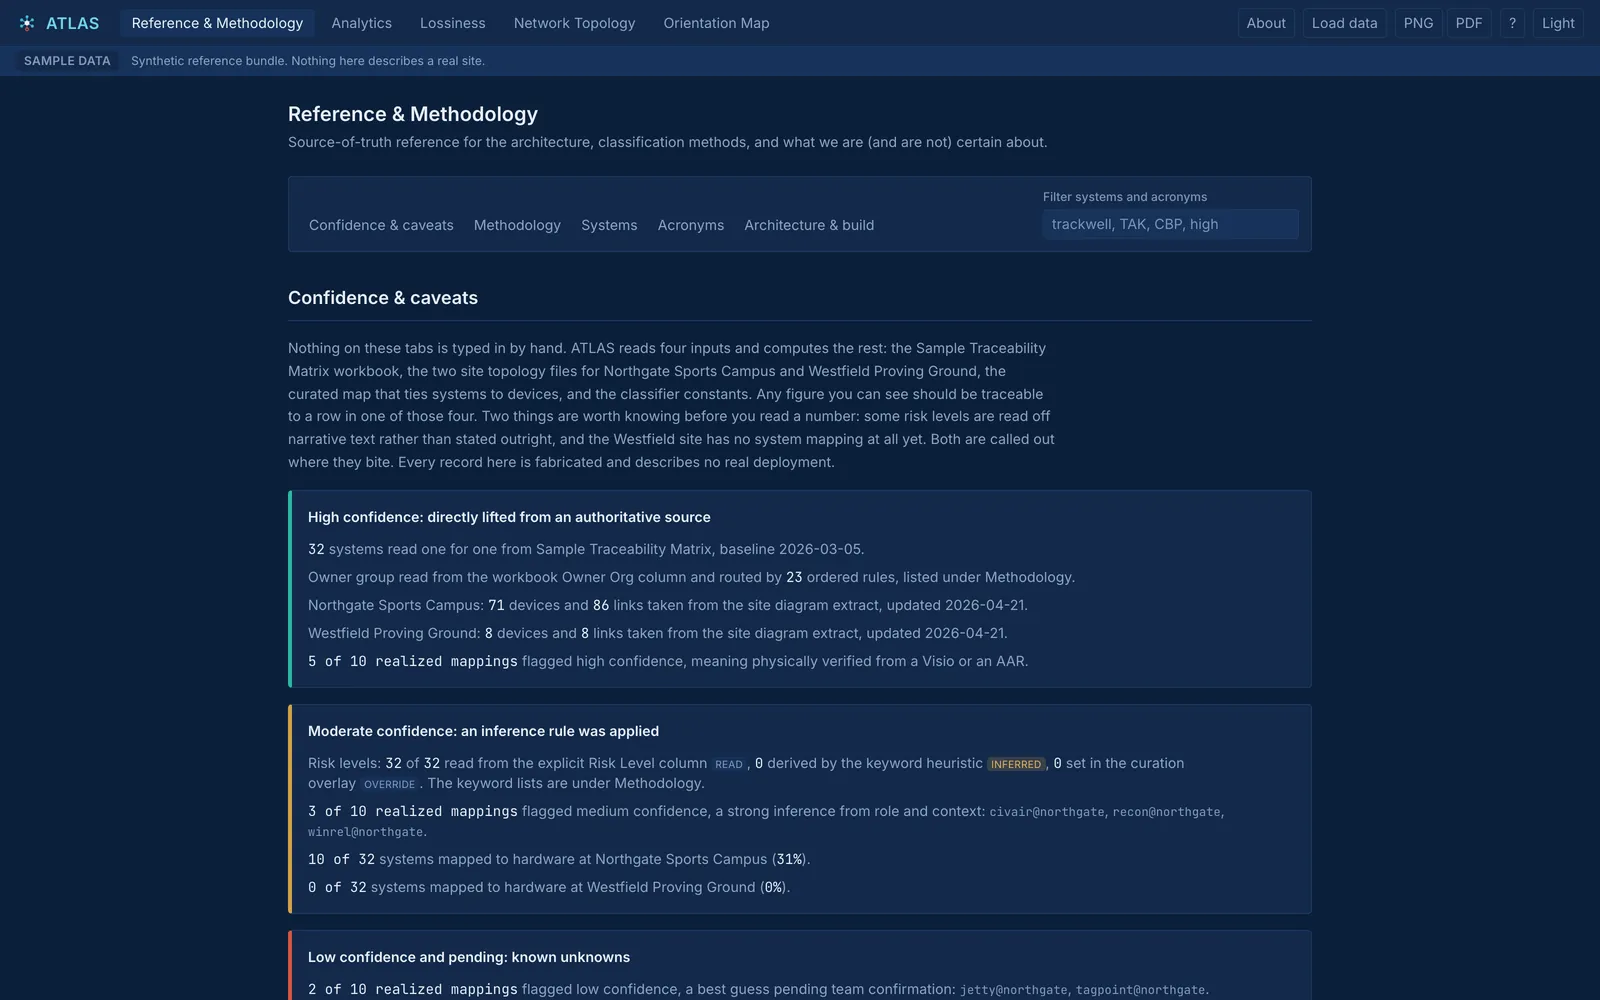 ATLAS Reference & Methodology Analytics Lossiness Network Topology Orientation Map About Load data PNG PDF ? Light
SAMPLE DATA Synthetic reference bundle. Nothing here describes a real site.
Reference & Methodology
Source-of-truth reference for the architecture, classification methods, and what we are (and are not) certain about.
Filter systems and acronyms
Confidence & caveats Methodology Systems Acronyms Architecture & build trackwell, TAK, CBP, high
Confidence & caveats
Nothing on these tabs is typed in by hand. ATLAS reads four inputs and computes the rest: the Sample Traceability
Matrix workbook, the two site topology files for Northgate Sports Campus and Westfield Proving Ground, the
curated map that ties systems to devices, and the classifier constants. Any figure you can see should be traceable
to a row in one of those four. Two things are worth knowing before you read a number: some risk levels are read off
narrative text rather than stated outright, and the Westfield site has no system mapping at all yet. Both are called out
where they bite. Every record here is fabricated and describes no real deployment.
High confidence: directly lifted from an authoritative source
32 systems read one for one from Sample Traceability Matrix, baseline 2026-03-05.
Owner group read from the workbook Owner Org column and routed by 23 ordered rules, listed under Methodology.
Northgate Sports Campus: 71 devices and 86 links taken from the site diagram extract, updated 2026-04-21.
Westfield Proving Ground: 8 devices and 8 links taken from the site diagram extract, updated 2026-04-21.
5 of 10 realized mappings flagged high confidence, meaning physically verified from a Visio or an AAR.
Moderate confidence: an inference rule was applied
Risk levels: 32 of 32 read from the explicit Risk Level column READ, 0 derived by the keyword heuristic INFERRED, 0 set in the curation
overlay OVERRIDE. The keyword lists are under Methodology.
3 of 10 realized mappings flagged medium confidence, a strong inference from role and context: civair@northgate, recon@northgate,
winrel@northgate.
10 of 32 systems mapped to hardware at Northgate Sports Campus (31%).
0 of 32 systems mapped to hardware at Westfield Proving Ground (0%).
Low confidence and pending: known unknowns
2 of 10 realized mappings flagged low confidence, a best guess pending team confirmation: jetty@northgate, tagpoint@northgate.